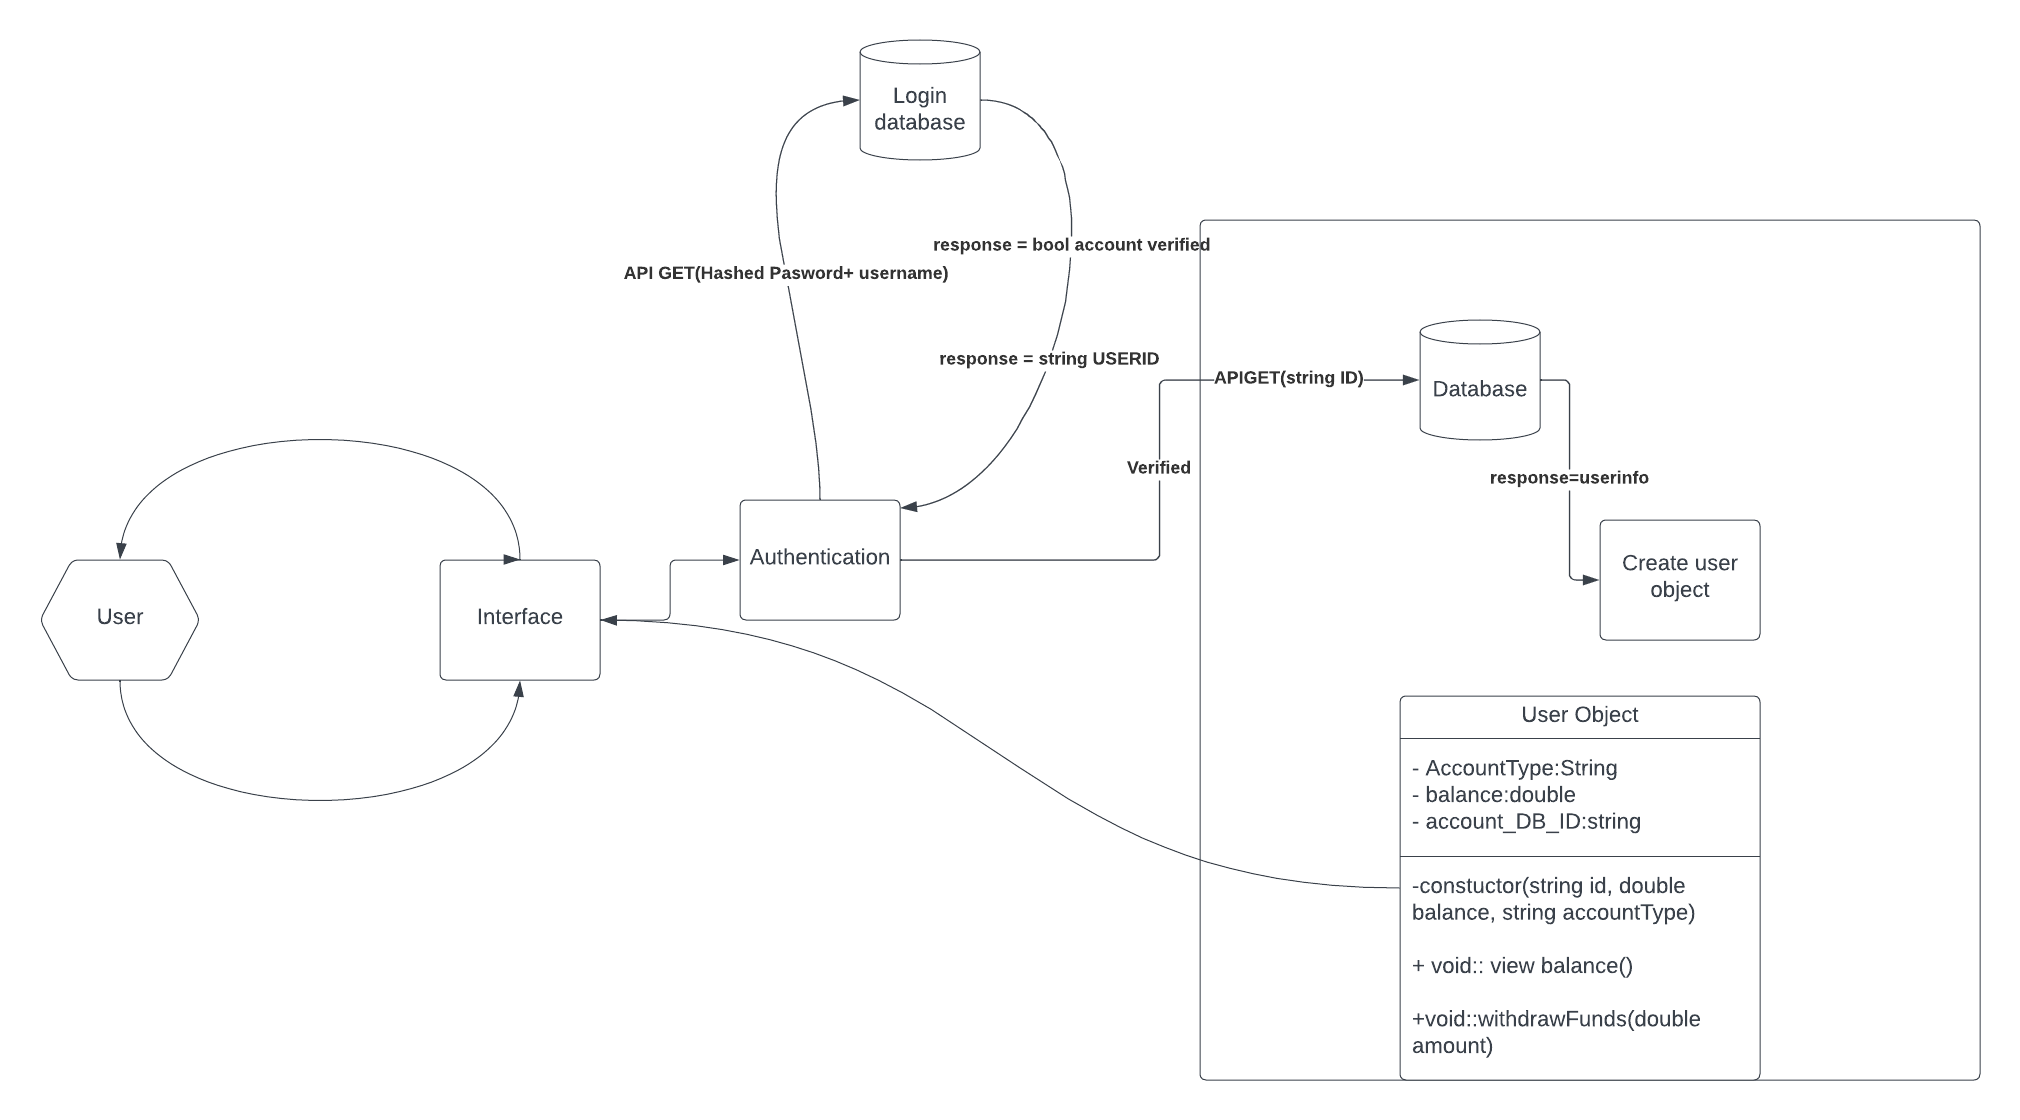 Login
database
response = bool account verified
API GET(Hashed Pasword+ username)
response = string USERID
APIGET(string ID)
Database
Verified
response=userinfo
Authentication
Create user
object
User
Interface
User Object
- AccountType:String
- balance:double
- account_DB_ID:string
-constuctor(string id, double
balance, string accountType)
+ void:: view balance()
+void::withdrawFunds(double
amount)